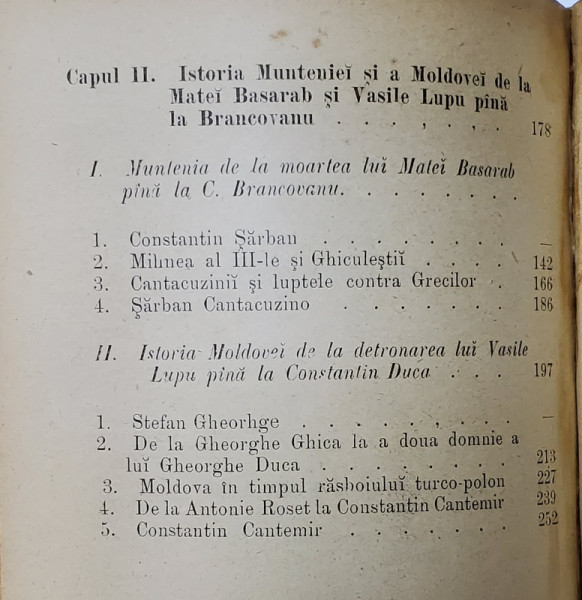 Capul II. Istoria Muntenieĭ și a Moldoveĭ de la
Mateĭ Basarab și Vasile Lupu pînă
la Brancovanu . . . , . . . 178
I. Muntenia de la moartea luĭ Mateĭ Basarab
pînă la C. Brancovanu. . . . . . . .
1. Constantin Șărban . . . . . . . . —
2. Mihnea al III-le și Ghiculeștiĭ . . . . 142
3. Cantacuziniĭ și luptele contra Grecilor . 166
4. Șărban Cantacuzino . . . . . . . 186
II. Istoria Moldoveĭ de la detronarea luĭ Vasile
Lupu pînă la Constantin Duca . . . 197
1. Stefan Gheorhge . . . . . , . . . —
2. De la Gheorghe Ghica la a doua domnie a
luĭ Gheorghe Duca . . . . . . . . 213
3. Moldova în timpul răsboiuluĭ turco-polon 227
4. De la Antonie Roset la Constantin Cantemir 239
5. Constantin Cantemir . . . . . . . 252